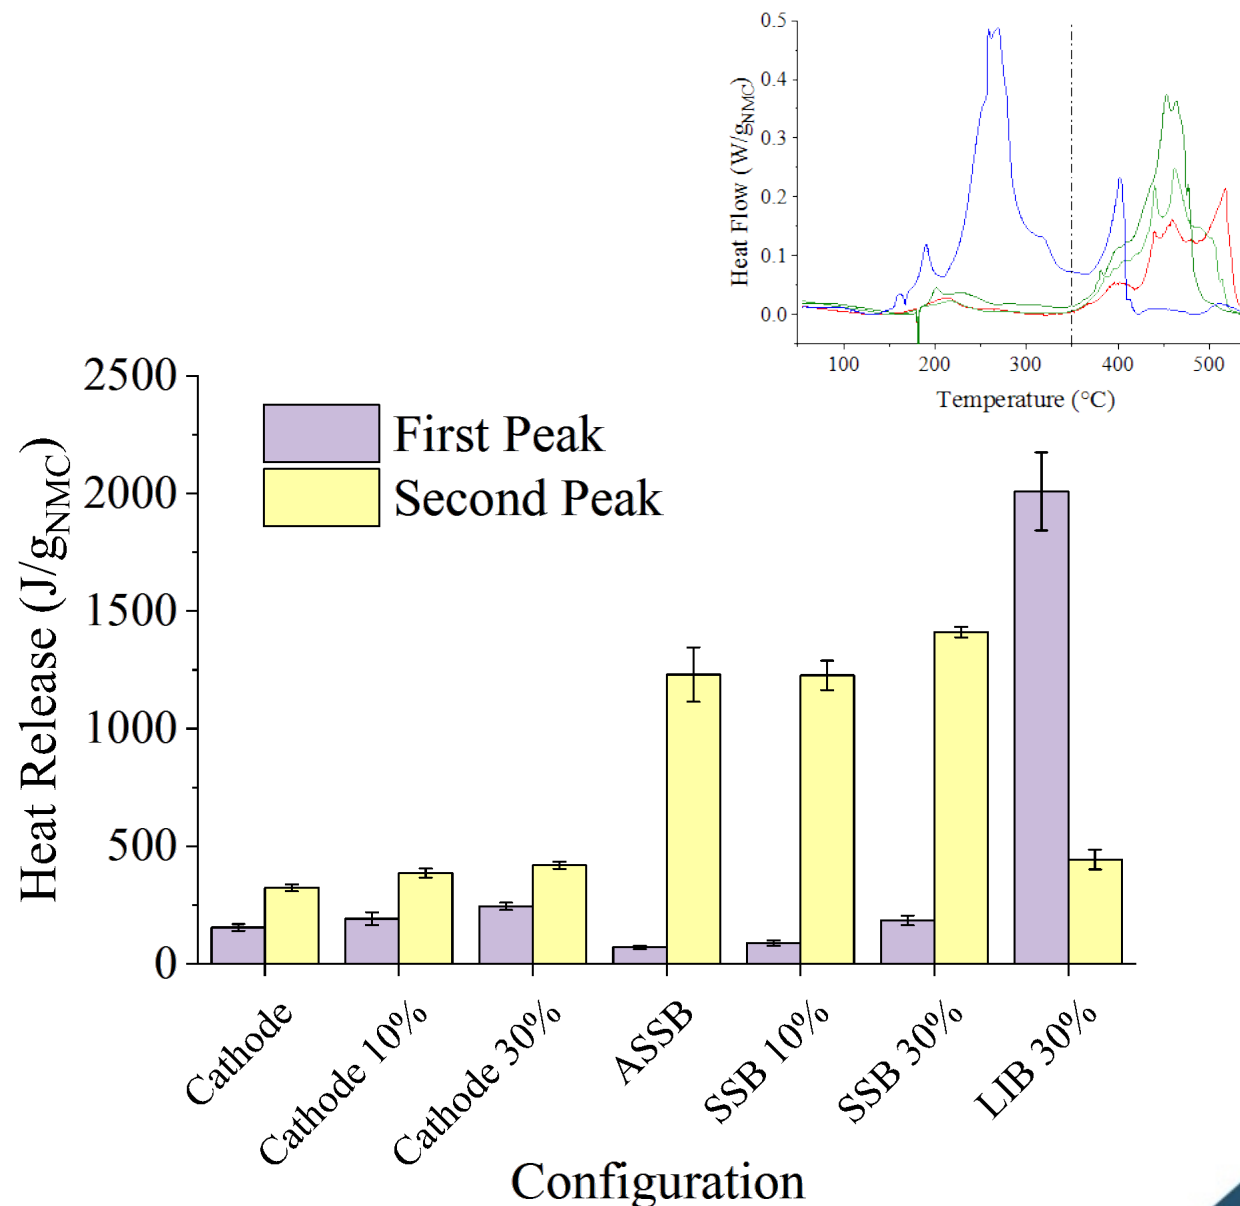 0.5
0.4
0.3
0.2
0.1
0.0
Heat Flow (W/gNMC)
100 200 300 400 500
Temperature (°C)
2500
2000
1500
1000
500
0
Heat Release (J/gNMC)
First Peak
Second Peak
Cathode
Cathode 10%
Cathode 30%
ASSB
SSB 10%
SSB 30%
LIB 30%
Configuration